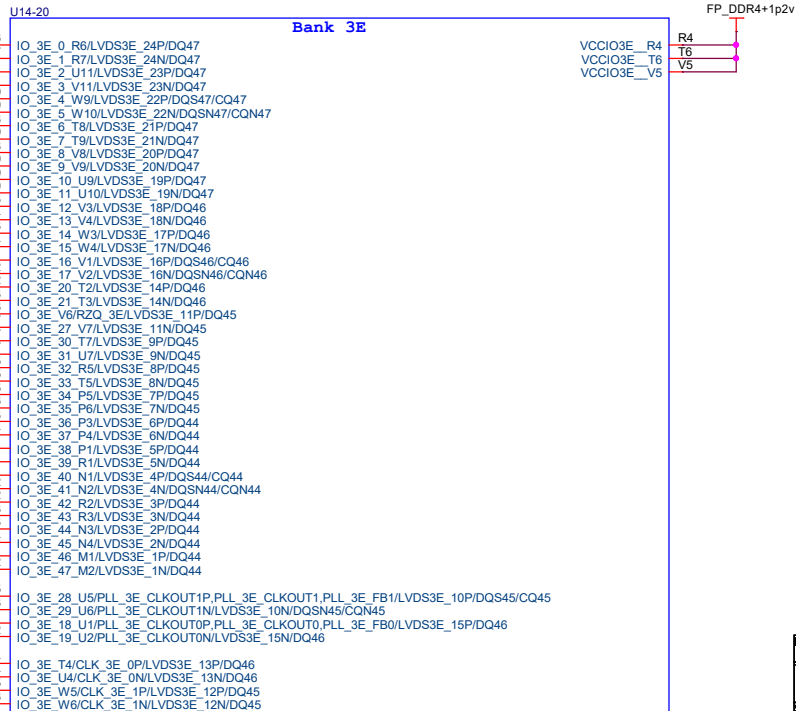 U14-20
FP_DDR4+1p2v
Bank 3E
IO_3E_0_R6/LVDS3E_24P/DQ47
VCCIO3E__R4
R4
IO_3E_1_R7/LVDS3E_24N/DQ47
VCCIO3E__T6
T6
IO_3E_2_U11/LVDS3E_23P/DQ47
VCCIO3E__V5
V5
IO_3E_3_V11/LVDS3E_23N/DQ47
IO_3E_4_W9/LVDS3E_22P/DQS47/CQ47
IO_3E_5_W10/LVDS3E_22N/DQSN47/CQN47
IO_3E_6_T8/LVDS3E_21P/DQ47
IO_3E_7_T9/LVDS3E_21N/DQ47
IO_3E_8_V8/LVDS3E_20P/DQ47
IO_3E_9_V9/LVDS3E_20N/DQ47
IO_3E_10_U9/LVDS3E_19P/DQ47
IO_3E_11_U10/LVDS3E_19N/DQ47
IO_3E_12_V3/LVDS3E_18P/DQ46
IO_3E_13_V4/LVDS3E_18N/DQ46
IO_3E_14_W3/LVDS3E_17P/DQ46
IO_3E_15_W4/LVDS3E_17N/DQ46
IO_3E_16_V1/LVDS3E_16P/DQS46/CQ46
IO_3E_17_V2/LVDS3E_16N/DQSN46/CQN46
IO_3E_20_T2/LVDS3E_14P/DQ46
IO_3E_21_T3/LVDS3E_14N/DQ46
IO_3E_V6/RZQ_3E/LVDS3E_11P/DQ45
IO_3E_27_V7/LVDS3E_11N/DQ45
IO_3E_30_T7/LVDS3E_9P/DQ45
IO_3E_31_U7/LVDS3E_9N/DQ45
IO_3E_32_R5/LVDS3E_8P/DQ45
IO_3E_33_T5/LVDS3E_8N/DQ45
IO_3E_34_P5/LVDS3E_7P/DQ45
IO_3E_35_P6/LVDS3E_7N/DQ45
IO_3E_36_P3/LVDS3E_6P/DQ44
IO_3E_37_P4/LVDS3E_6N/DQ44
IO_3E_38_P1/LVDS3E_5P/DQ44
IO_3E_39_R1/LVDS3E_5N/DQ44
IO_3E_40_N1/LVDS3E_4P/DQS44/CQ44
IO_3E_41_N2/LVDS3E_4N/DQSN44/CQN44
IO_3E_42_R2/LVDS3E_3P/DQ44
IO_3E_43_R3/LVDS3E_3N/DQ44
IO_3E_44_N3/LVDS3E_2P/DQ44
IO_3E_45_N4/LVDS3E_2N/DQ44
IO_3E_46_M1/LVDS3E_1P/DQ44
IO_3E_47_M2/LVDS3E_1N/DQ44
IO_3E_28_U5/PLL_3E_CLKOUT1P,PLL_3E_CLKOUT1,PLL_3E_FB1/LVDS3E_10P/DQS45/CQ45
IO_3E_29_U6/PLL_3E_CLKOUT1N/LVDS3E_10N/DQSN45/CQN45
IO_3E_18_U1/PLL_3E_CLKOUT0P,PLL_3E_CLKOUT0,PLL_3E_FB0/LVDS3E_15P/DQ46
IO_3E_19_U2/PLL_3E_CLKOUT0N/LVDS3E_15N/DQ46
IO_3E_T4/CLK_3E_0P/LVDS3E_13P/DQ46
IO_3E_U4/CLK_3E_0N/LVDS3E_13N/DQ46
IO_3E_W5/CLK_3E_1P/LVDS3E_12P/DQ45
IO_3E_W6/CLK_3E_1N/LVDS3E_12N/DQ45